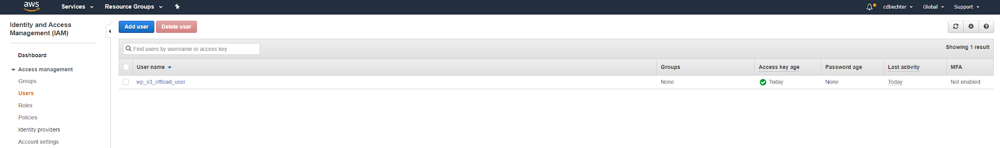 aws Services Resource Groups cdbechter Global Support
Identity and Access
Management (IAM)
Dashboard
Access management
Groups
Users
Roles
Policies
Identity providers
Account settings
Add user Delete user
Find users by username or access key
Showing 1 result
User name Groups Access key age Password age Last activity MFA
wp_s3_offload_user None Today None Today Not enabled